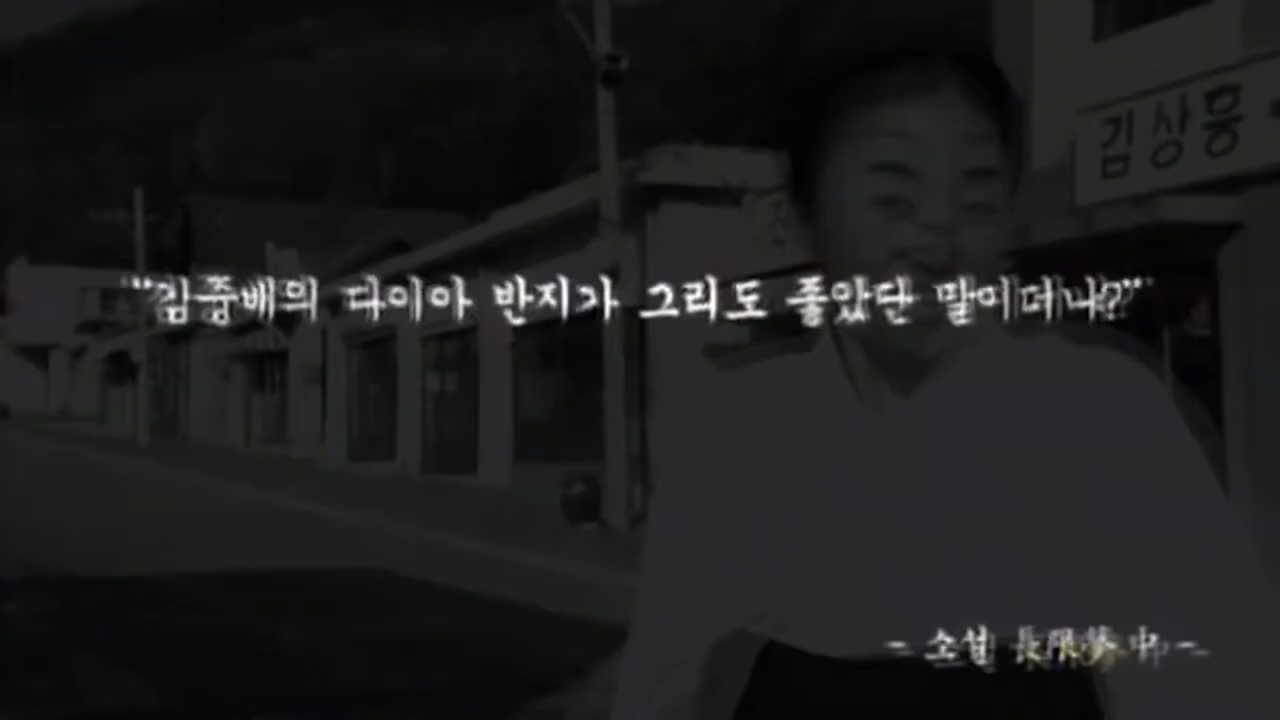 김상흥
"김중배의 다이아 반지가 그리도 좋았단 말이더냐?"
- 소설 長恨夢 中 -